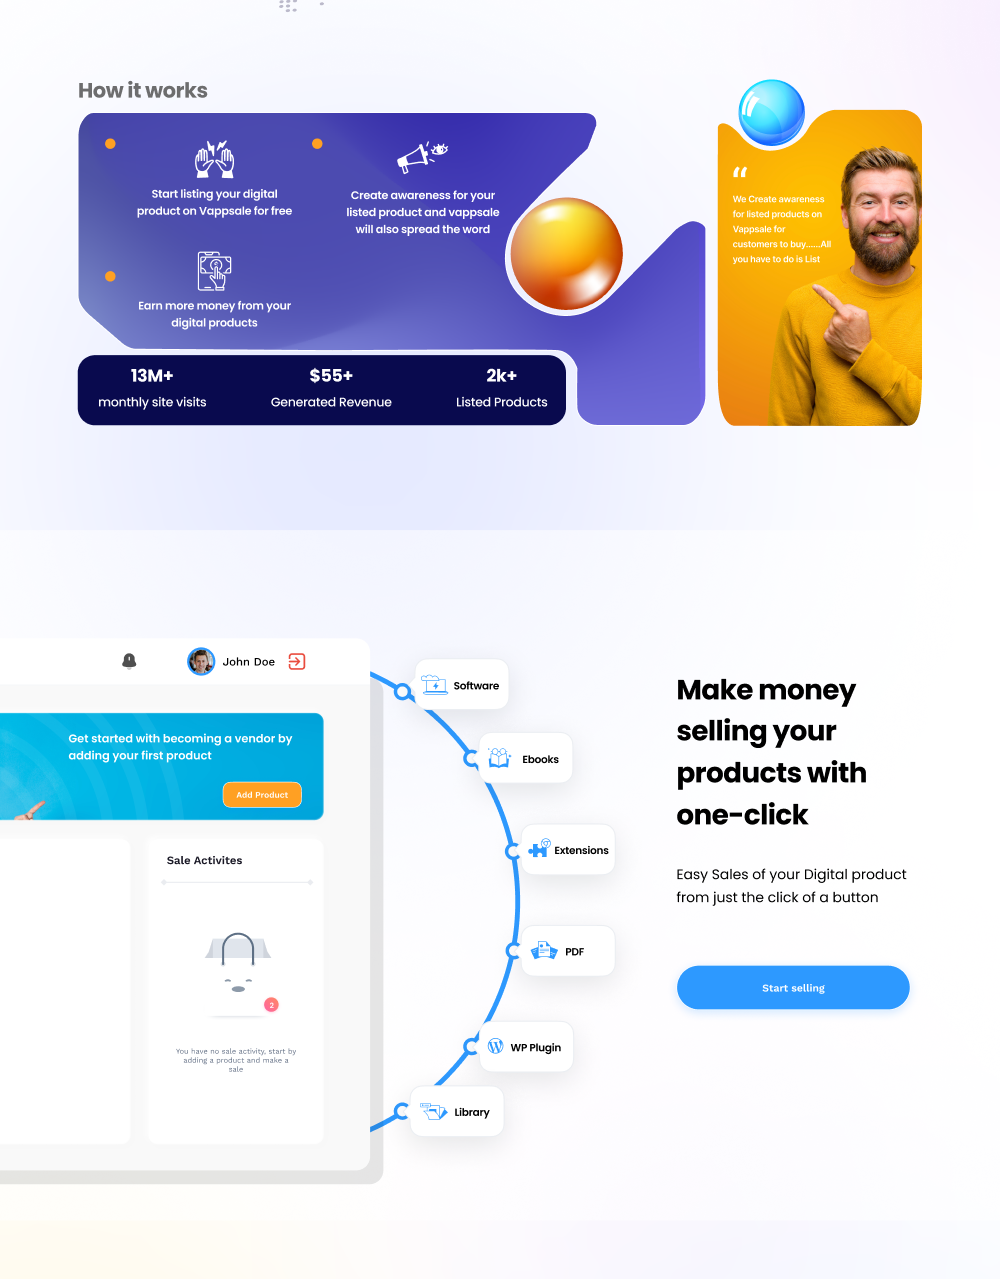 How it works
Start listing your digital
product on Vappsale for free
Create awareness for your
listed product and vappsale
will also spread the word
Earn more money from your
digital products
13M+
monthly site visits
$55+
Generated Revenue
2k+
Listed Products
“
We Create awareness
for listed products on
Vappsale for
customers to buy......All
you have to do is List
John Doe
Get started with becoming a vendor by
adding your first product
Add Product
Sale Activites
2
You have no sale activity, start by
adding a product and make a
sale
Software
Ebooks
Extensions
PDF
WP Plugin
Library
Make money
selling your
products with
one-click
Easy Sales of your Digital product
from just the click of a button
Start selling